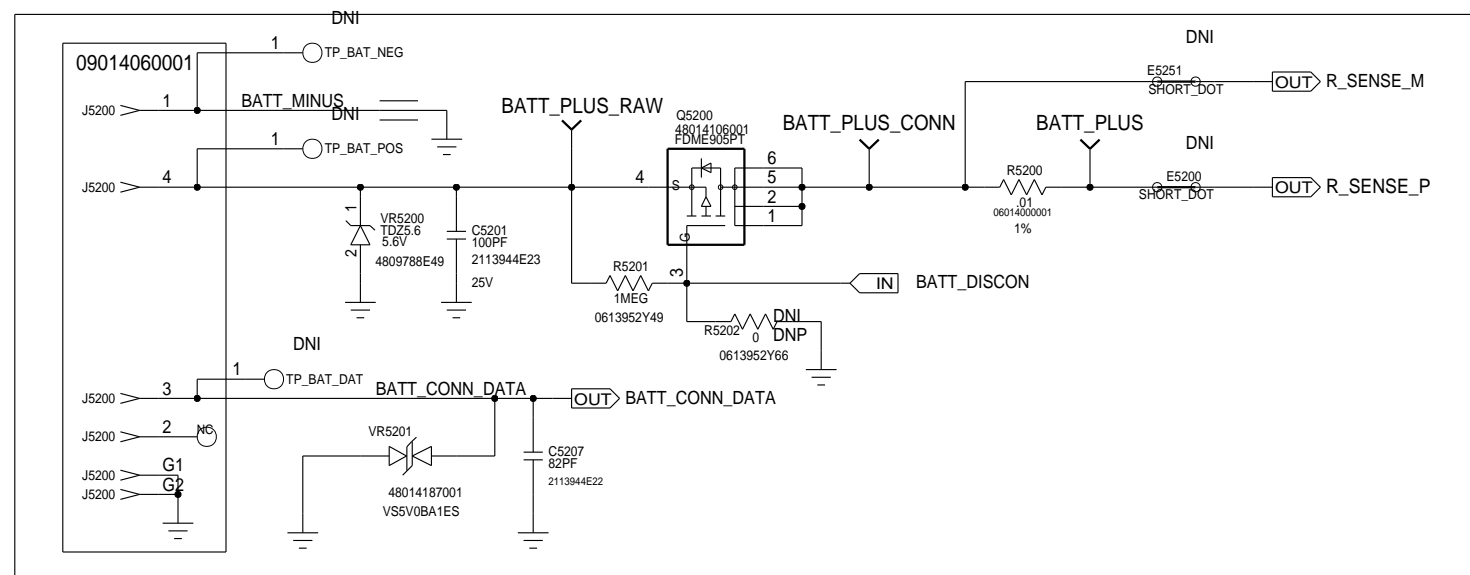 DNI
1
TP_BAT_NEG
09014060001
J5200
1
BATT_MINUS
DNI
1
TP_BAT_POS
J5200
4
VR5200
TDZ5.6
5.6V
4809788E49
1
2
C5201
100PF
2113944E23
25V
BATT_PLUS_RAW
4
Q5200
48014106001
FDME905PT
S
G
6
5
2
1
3
R5201
1MEG
0613952Y49
R5202
0
DNI
DNP
0613952Y66
IN
BATT_DISCON
BATT_PLUS_CONN
BATT_PLUS
R5200
.01
06014000001
1%
DNI
E5251
SHORT_DOT
OUT
R_SENSE_M
DNI
E5200
SHORT_DOT
OUT
R_SENSE_P
DNI
1
TP_BAT_DAT
J5200
3
BATT_CONN_DATA
OUT
BATT_CONN_DATA
J5200
2
NC
J5200
G1
J5200
G2
VR5201
48014187001
VS5V0BA1ES
C5207
82PF
2113944E22